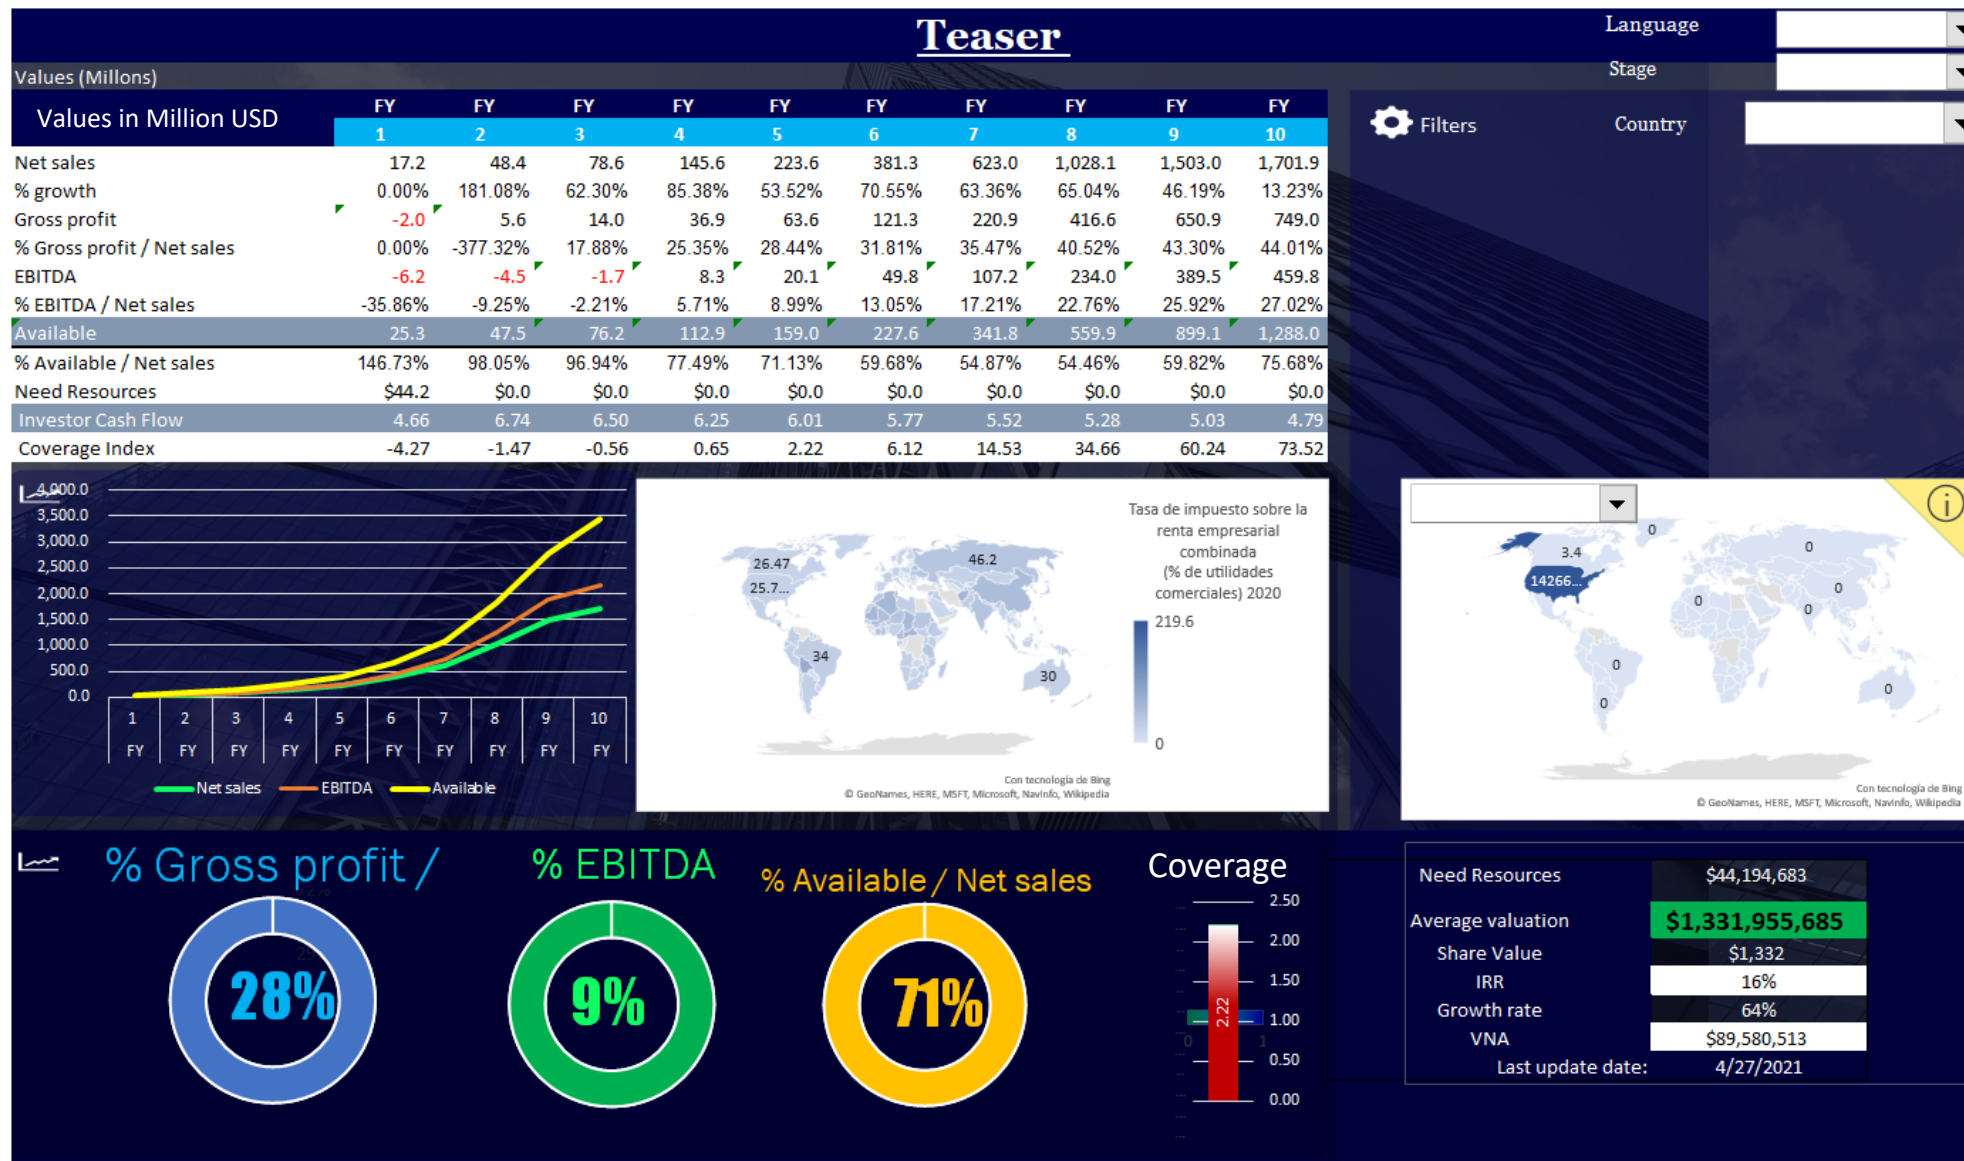 Teaser
Language
Stage
Values (Millons)
Values in Million USD FY FY FY FY FY FY FY FY FY FY
1 2 3 4 5 6 7 8 9 10
Filters
Country
Net sales 17.2 48.4 78.6 145.6 223.6 381.3 623.0 1,028.1 1,503.0 1,701.9
% growth 0.00% 181.08% 62.30% 85.38% 53.52% 70.55% 63.36% 65.04% 46.19% 13.23%
Gross profit -2.0 5.6 14.0 36.9 63.6 121.3 220.9 416.6 650.9 749.0
% Gross profit / Net sales 0.00% -377.32% 17.88% 25.35% 28.44% 31.81% 35.47% 40.52% 43.30% 44.01%
EBITDA -6.2 -4.5 -1.7 8.3 20.1 49.8 107.2 234.0 389.5 459.8
% EBITDA / Net sales -35.86% -9.25% -2.21% 5.71% 8.99% 13.05% 17.21% 22.76% 25.92% 27.02%
Available 25.3 47.5 76.2 112.9 159.0 227.6 341.8 559.9 899.1 1,288.0
% Available / Net sales 146.73% 98.05% 96.94% 77.49% 71.13% 59.68% 54.87% 54.46% 59.82% 75.68%
Need Resources $44.2 $0.0 $0.0 $0.0 $0.0 $0.0 $0.0 $0.0 $0.0 $0.0
Investor Cash Flow 4.66 6.74 6.50 6.25 6.01 5.77 5.52 5.28 5.03 4.79
Coverage Index -4.27 -1.47 -0.56 0.65 2.22 6.12 14.53 34.66 60.24 73.52
4,000.0
3,500.0
3,000.0
2,500.0
2,000.0
1,500.0
1,000.0
500.0
0.0
1 2 3 4 5 6 7 8 9 10
FY FY FY FY FY FY FY FY FY FY
Net sales EBITDA Available
Tasa de impuesto sobre la
renta empresarial
combinada
(% de utilidades
comerciales) 2020
219.6
0
26.47
46.2
25.7...
34
30
Con tecnología de Bing
© GeoNames, HERE, MSFT, Microsoft, Navinfo, Wikipedia
0
3.4
0
14266...
0
0
0
0
0
0
Con tecnología de Bing
© GeoNames, HERE, MSFT, Microsoft, Navinfo, Wikipedia
% Gross profit /
28%
% EBITDA
9%
% Available / Net sales
71%
Coverage
2.50
2.00
1.50
1.00
0.50
0.00
2.22
0 1
Need Resources $44,194,683
Average valuation $1,331,955,685
Share Value $1,332
IRR 16%
Growth rate 64%
VNA $89,580,513
Last update date: 4/27/2021